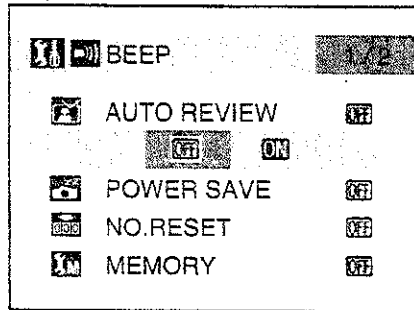 BEEP 1/2
AUTO REVIEW OFF
OFF ON
POWER SAVE OFF
NO.RESET OFF
MEMORY OFF